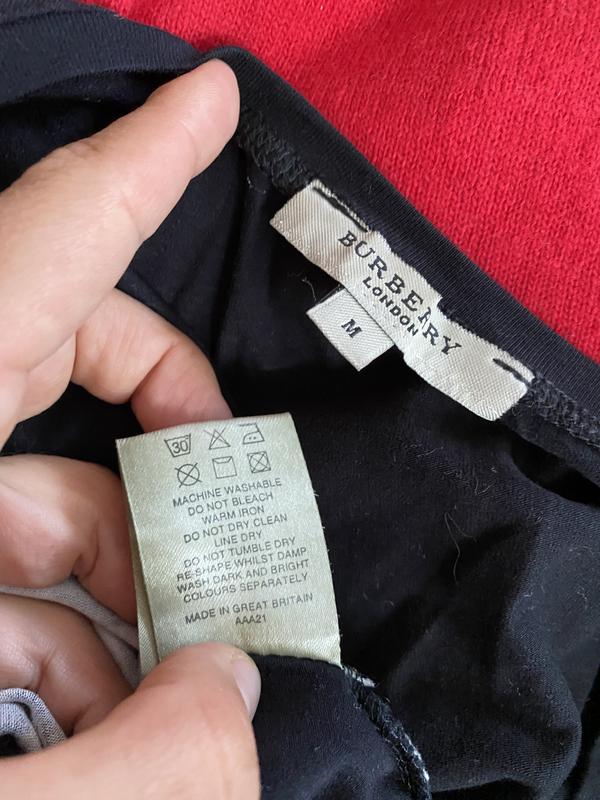 BURBERRY
LONDON
M
30
MACHINE WASHABLE
DO NOT BLEACH
WARM IRON
DO NOT DRY CLEAN
LINE DRY
DO NOT TUMBLE DRY
RE-SHAPE WHILST DAMP
WASH DARK AND BRIGHT
COLOURS SEPARATELY
MADE IN GREAT BRITAIN
AAA21